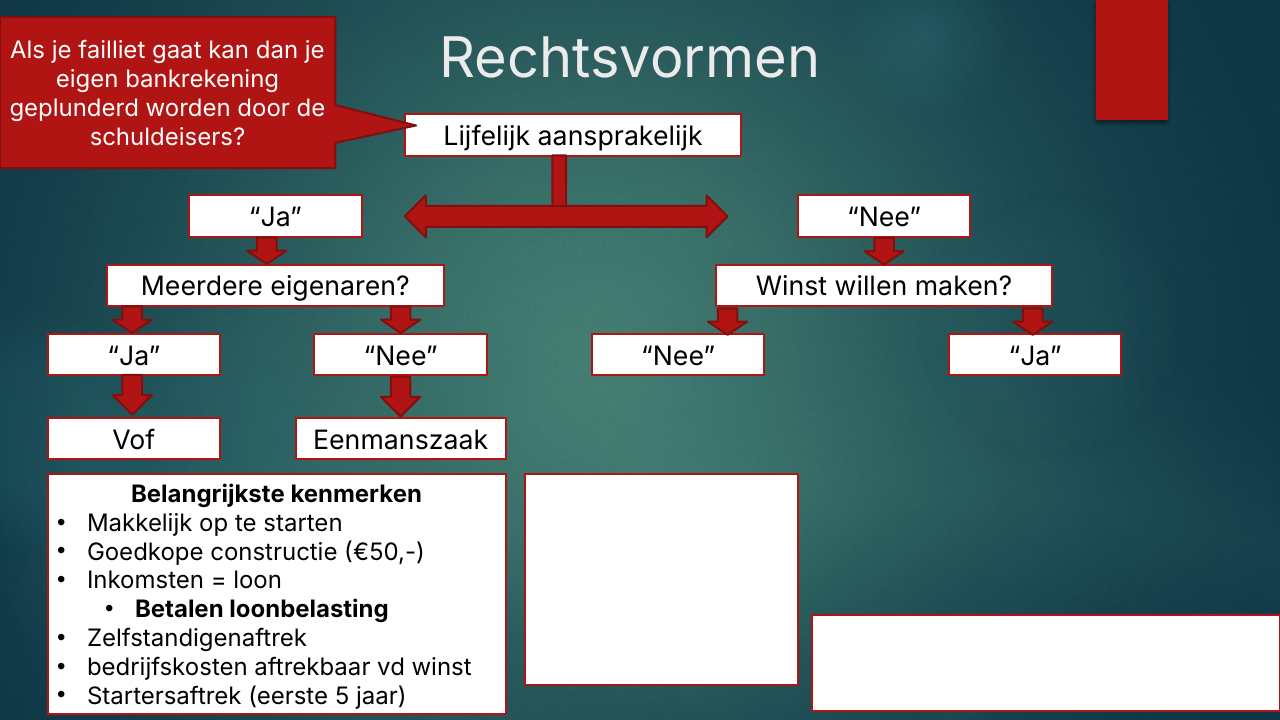 Als je failliet gaat kan dan je
eigen bankrekening
geplunderd worden door de
schuldeisers?
Rechtsvormen
Lijfelijk aansprakelijk
“Ja”
“Nee”
Meerdere eigenaren?
Winst willen maken?
“Ja”
“Nee”
“Nee”
“Ja”
Vof
Eenmanszaak
Belangrijkste kenmerken
• Makkelijk op te starten
• Goedkope constructie (€50,-)
• Inkomsten = loon
• Betalen loonbelasting
• Zelfstandigenaftrek
• bedrijfskosten aftrekbaar vd winst
• Startersaftrek (eerste 5 jaar)